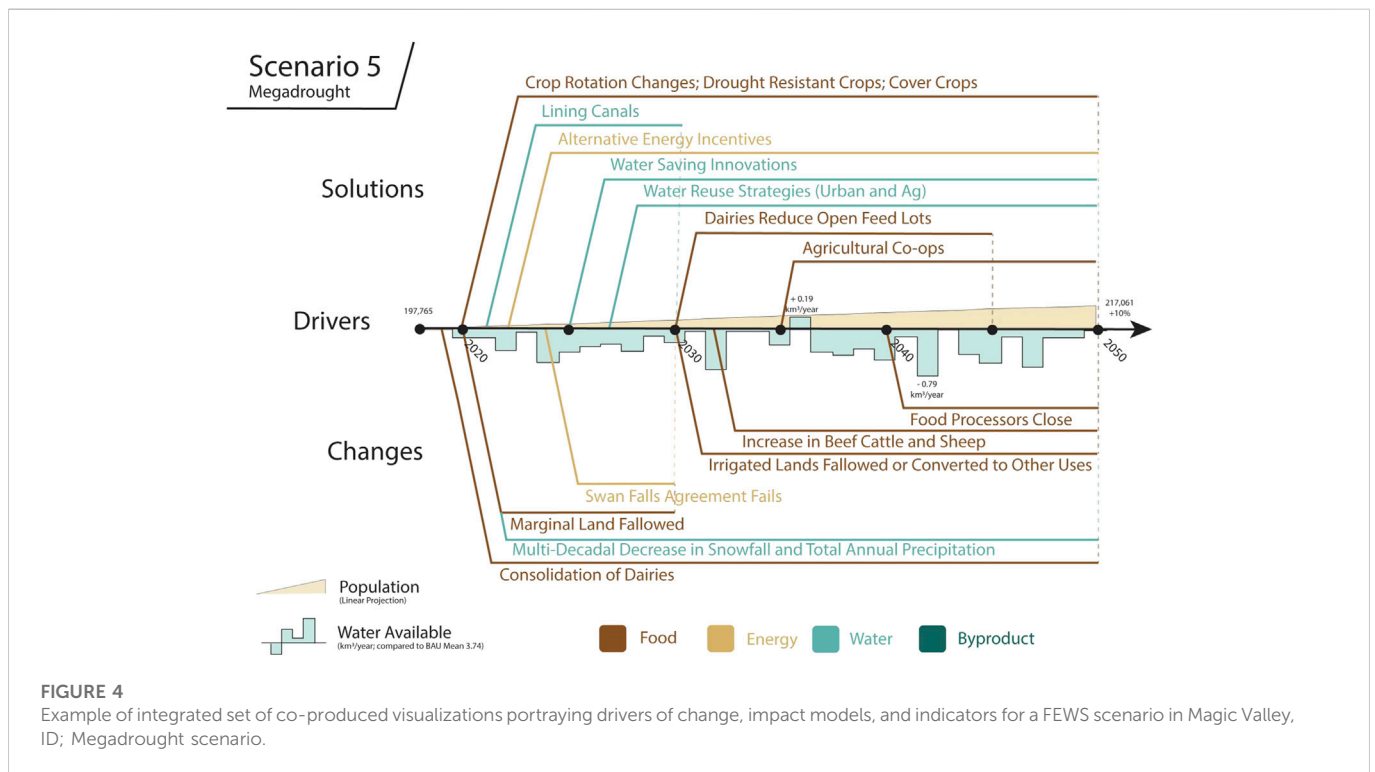 Scenario 5
Megadrought
Crop Rotation Changes; Drought Resistant Crops; Cover Crops
Lining Canals
Alternative Energy Incentives
Water Saving Innovations
Solutions
Water Reuse Strategies (Urban and Ag)
Dairies Reduce Open Feed Lots
Agricultural Co-ops
+ 0.19
km³/year
197,765
217,061
+10%
Drivers
2020
2030
2040
2050
- 0.79
km³/year
Food Processors Close
Increase in Beef Cattle and Sheep
Changes
Irrigated Lands Fallowed or Converted to Other Uses
Swan Falls Agreement Fails
Marginal Land Fallowed
Multi-Decadal Decrease in Snowfall and Total Annual Precipitation
Consolidation of Dairies
Population
(Linear Projection)
Water Available
(km³/year; compared to BAU Mean 3.74)
Food
Energy
Water
Byproduct
FIGURE 4
Example of integrated set of co-produced visualizations portraying drivers of change, impact models, and indicators for a FEWS scenario in Magic Valley,
ID; Megadrought scenario.